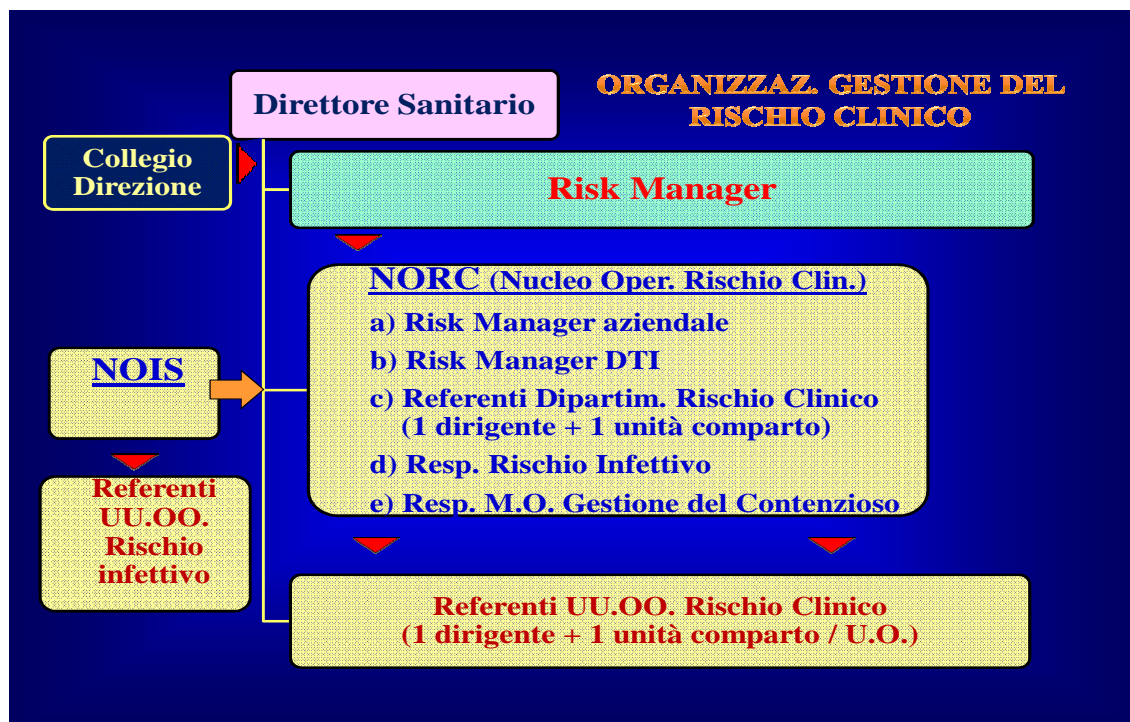 ORGANIZZAZ. GESTIONE DEL
RISCHIO CLINICO
Direttore Sanitario
Collegio
Direzione
Risk Manager
NORC (Nucleo Oper. Rischio Clin.)
a) Risk Manager aziendale
b) Risk Manager DTI
c) Referenti Dipartim. Rischio Clinico
(1 dirigente + 1 unità comparto)
d) Resp. Rischio Infettivo
e) Resp. M.O. Gestione del Contenzioso
NOIS
Referenti
UU.OO.
Rischio
infettivo
Referenti UU.OO. Rischio Clinico
(1 dirigente + 1 unità comparto / U.O.)